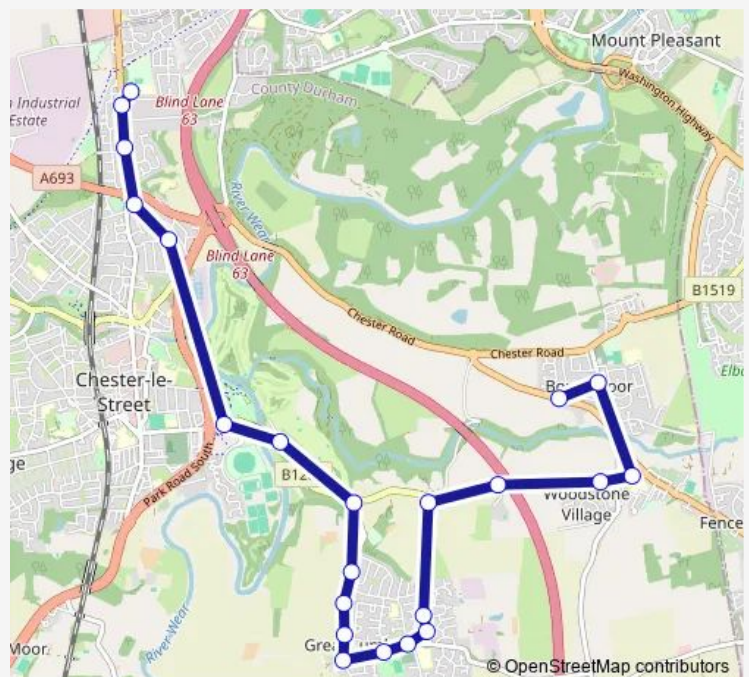 Mount Pleasant
Washington Highway
County Durham
Blind Lane
63
Industrial
Estate
A693
River Wear
Blind Lane
63
B1519
Chester Road
Chester Road
Chester-le-
Street
Park Road South
Woodstone
Village
Fence
River Wear
Moor
© OpenStreetMap contributors